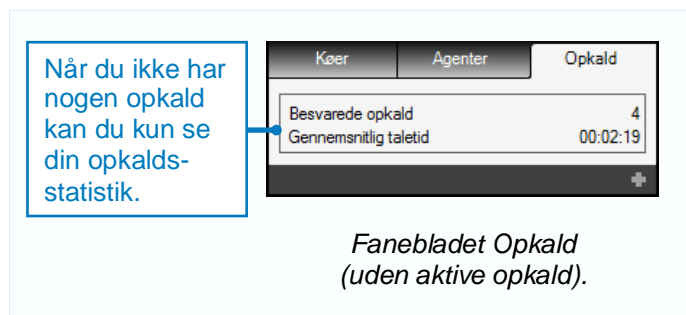 Når du ikke har
nogen opkald
kan du kun se
din opkalds-
statistik.
Køer Agenter Opkald
Besvarede opkald 4
Gennemsnitlig taletid 00:02:19
Fanebladet Opkald
(uden aktive opkald).